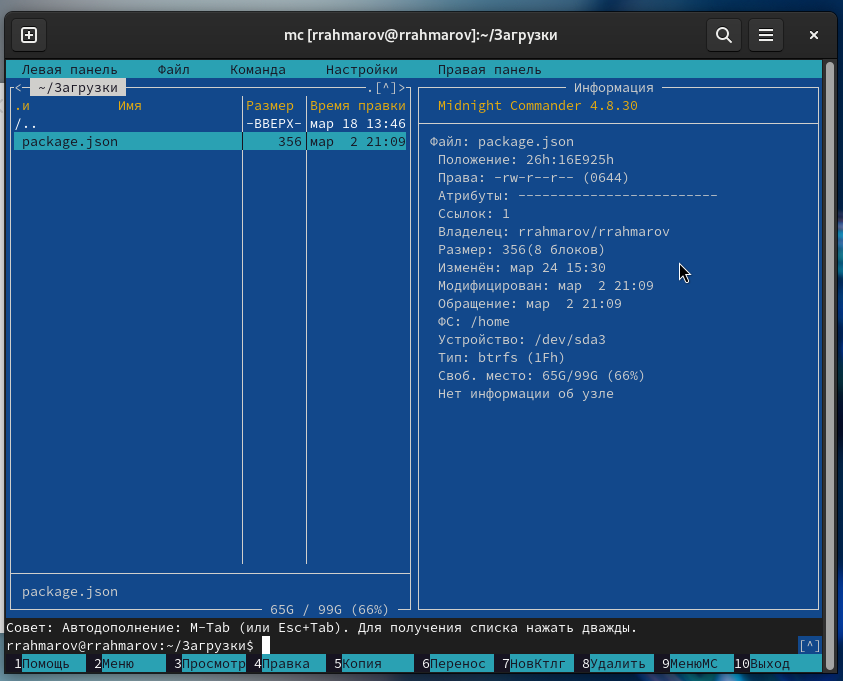 mc [rrahmarov@rrahmarov]:~/Загрузки
Левая панель Файл Команда Настройки Правая панель
<─ ~/Загрузки .[^]>
.и Имя Размер Время правки
/.. -ВВЕРХ- мар 18 13:46
package.json 356 мар 2 21:09
package.json
65G / 99G (66%)
Информация
Midnight Commander 4.8.30
Файл: package.json
Положение: 26h:16E925h
Права: -rw-r--r-- (0644)
Атрибуты: -------------------------
Ссылок: 1
Владелец: rrahmarov/rrahmarov
Размер: 356(8 блоков)
Изменён: мар 24 15:30
Модифицирован: мар 2 21:09
Обращение: мар 2 21:09
ФС: /home
Устройство: /dev/sda3
Тип: btrfs (1Fh)
Своб. место: 65G/99G (66%)
Нет информации об узле
Совет: Автодополнение: M-Tab (или Esc+Tab). Для получения списка нажать дважды.
rrahmarov@rrahmarov:~/Загрузки$ [^]
1Помощь 2Меню 3Просмотр 4Правка 5Копия 6Перенос 7НовКтлг 8Удалить 9МенюMC 10Выход